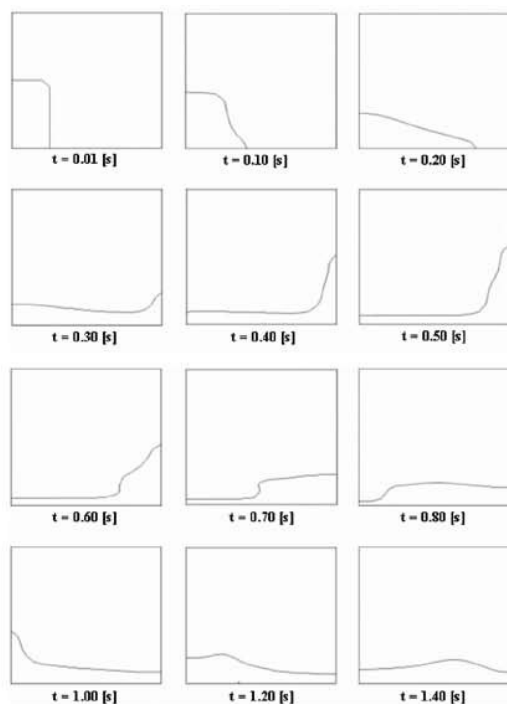 t = 0.01 [s]
t = 0.10 [s]
t = 0.20 [s]
t = 0.30 [s]
t = 0.40 [s]
t = 0.50 [s]
t = 0.60 [s]
t = 0.70 [s]
t = 0.80 [s]
t = 1.00 [s]
t = 1.20 [s]
t = 1.40 [s]